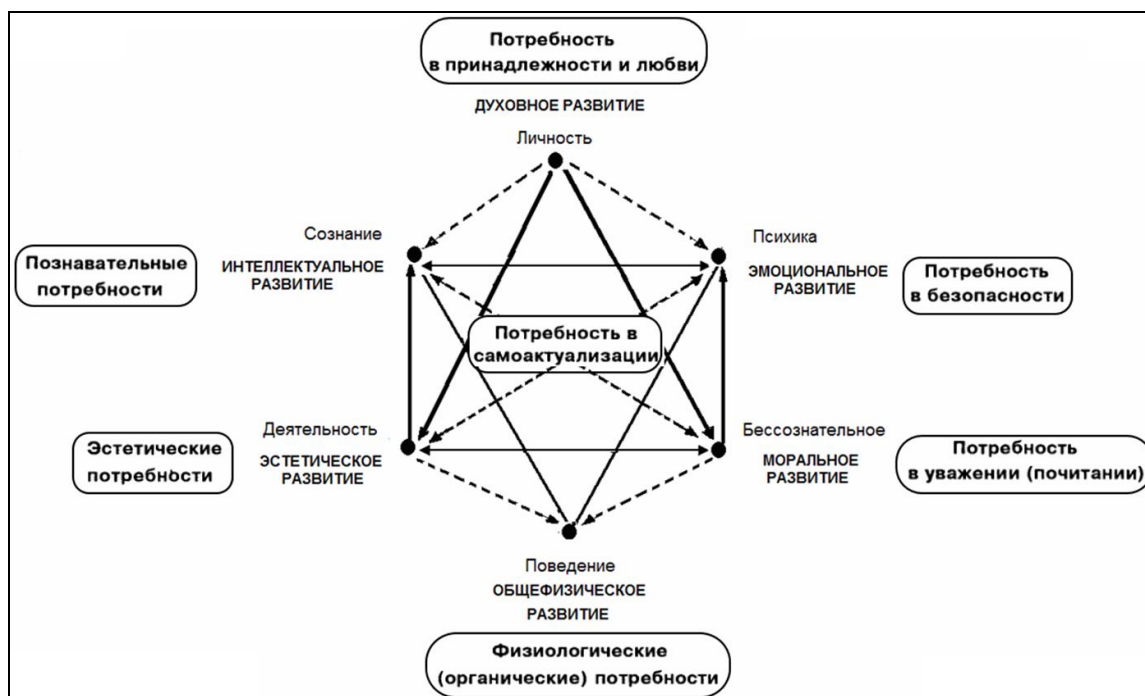 Потребность
в принадлежности и любви
ДУХОВНОЕ РАЗВИТИЕ
Личность
Сознание
ИНТЕЛЛЕКТУАЛЬНОЕ
РАЗВИТИЕ
Познавательные
потребности
Психика
ЭМОЦИОНАЛЬНОЕ
РАЗВИТИЕ
Потребность
в безопасности
Потребность в
самоактуализации
Деятельность
ЭСТЕТИЧЕСКОЕ
РАЗВИТИЕ
Эстетические
потребности
Бессознательное
МОРАЛЬНОЕ
РАЗВИТИЕ
Потребность
в уважении (почитании)
Поведение
ОБЩЕФИЗИЧЕСКОЕ
РАЗВИТИЕ
Физиологические
(органические) потребности